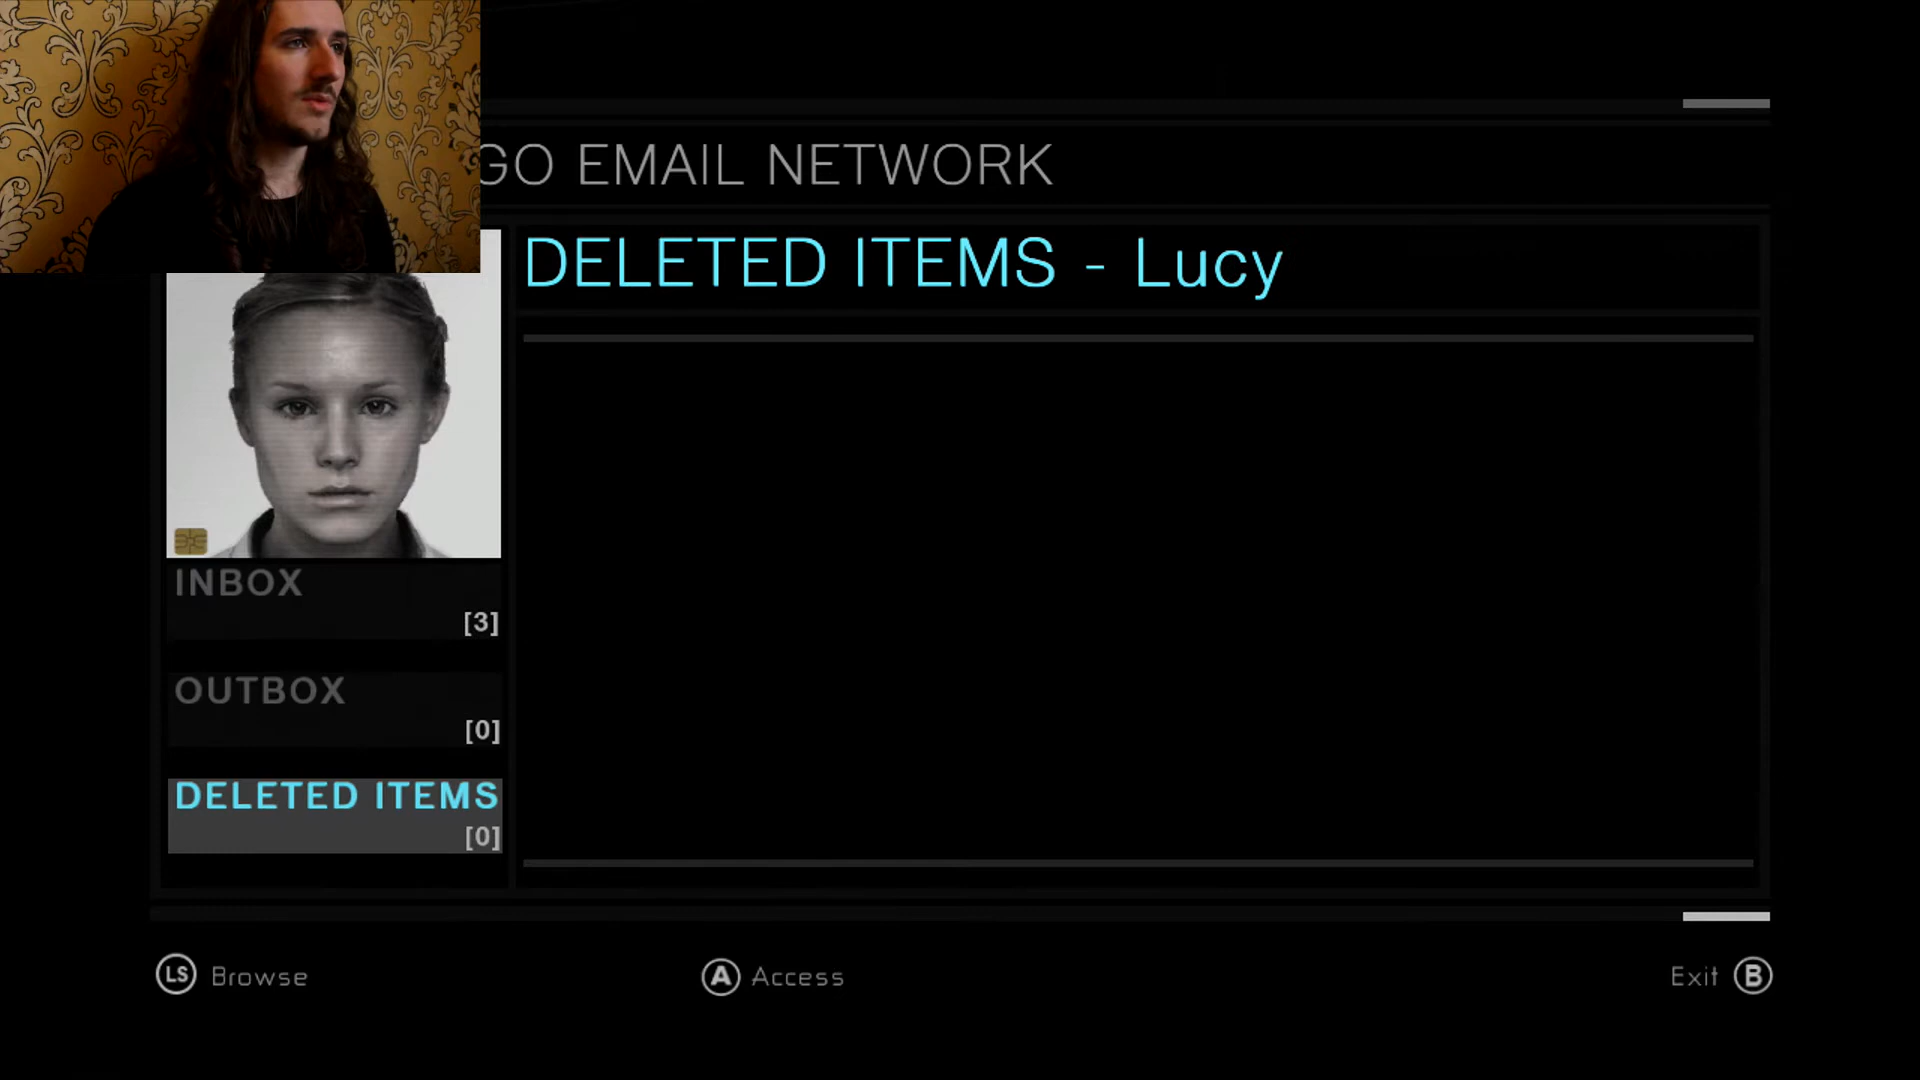 GO EMAIL NETWORK
DELETED ITEMS - Lucy
INBOX
[3]
OUTBOX
[0]
DELETED ITEMS
[0]
LS Browse
A Access
Exit B